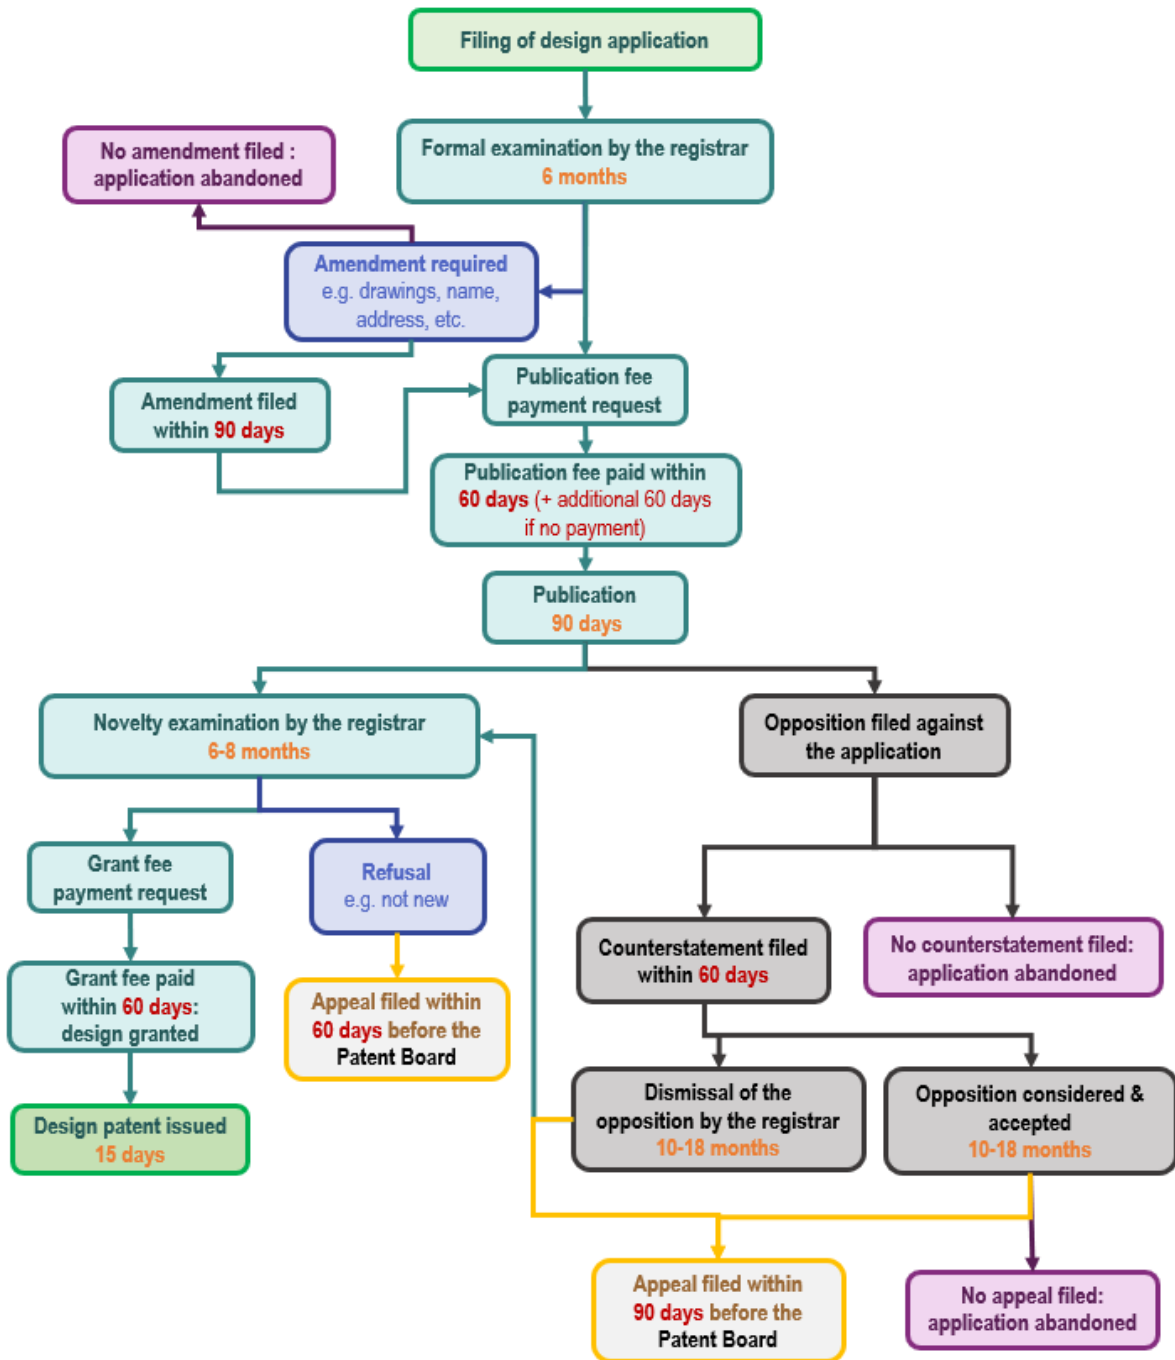 Filing of design application
Formal examination by the registrar
6 months
No amendment filed :
application abandoned
Amendment required
e.g. drawings, name,
address, etc.
Amendment filed
within 90 days
Publication fee
payment request
Publication fee paid within
60 days (+ additional 60 days
if no payment)
Publication
90 days
Novelty examination by the registrar
6-8 months
Opposition filed against
the application
Grant fee
payment request
Refusal
e.g. not new
Counterstatement filed
within 60 days
No counterstatement filed:
application abandoned
Grant fee paid
within 60 days:
design granted
Appeal filed within
60 days before the
Patent Board
Design patent issued
15 days
Dismissal of the
opposition by the registrar
10-18 months
Opposition considered &
accepted
10-18 months
Appeal filed within
90 days before the
Patent Board
No appeal filed:
application abandoned